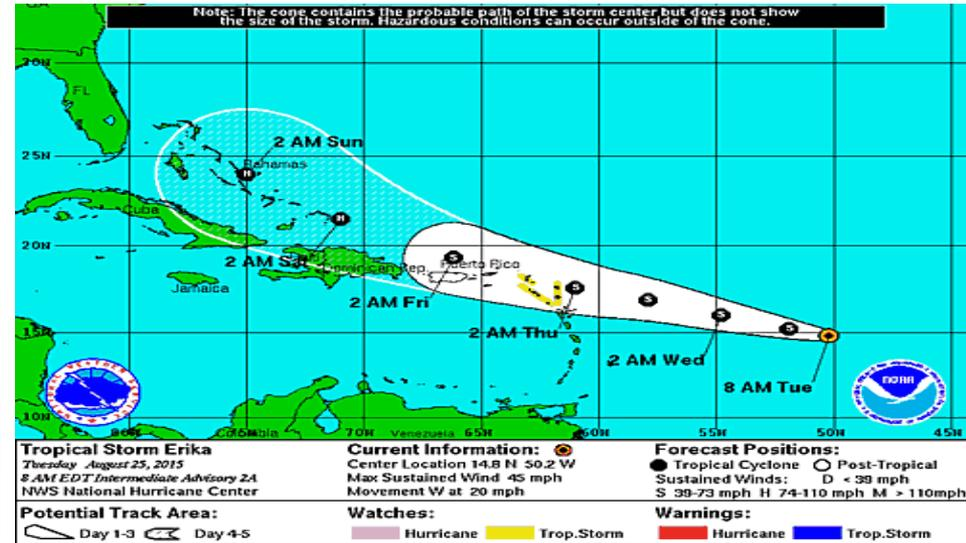 Note: The cone contains the probable path of the storm center but does not show
the size of the storm. Hazardous conditions can occur outside of the cone.
30N
FL
25N
2 AM Sun
Bahamas
Cuba
20N
2 AM Sat
Dominican Rep.
Puerto Rico
Jamaica
2 AM Fri
2 AM Thu
15N
2 AM Wed
8 AM Tue
NOAA
10N
80W 75W 70W 65W 60W 55W 50W 45W
Colombia
Venezuela
H
H
S
S
S
S
S
Tropical Storm Erika
Tuesday August 25, 2015
8 AM EDT Intermediate Advisory 2A
NWS National Hurricane Center
Current Information:
Center Location 14.8 N 50.2 W
Max Sustained Wind 45 mph
Movement W at 20 mph
Forecast Positions:
Tropical Cyclone Post-Tropical
Sustained Winds: D < 39 mph
S 39-73 mph H 74-110 mph M > 110mph
Potential Track Area:
Day 1-3 Day 4-5
Watches:
Hurricane Trop.Storm
Warnings:
Hurricane Trop.Storm